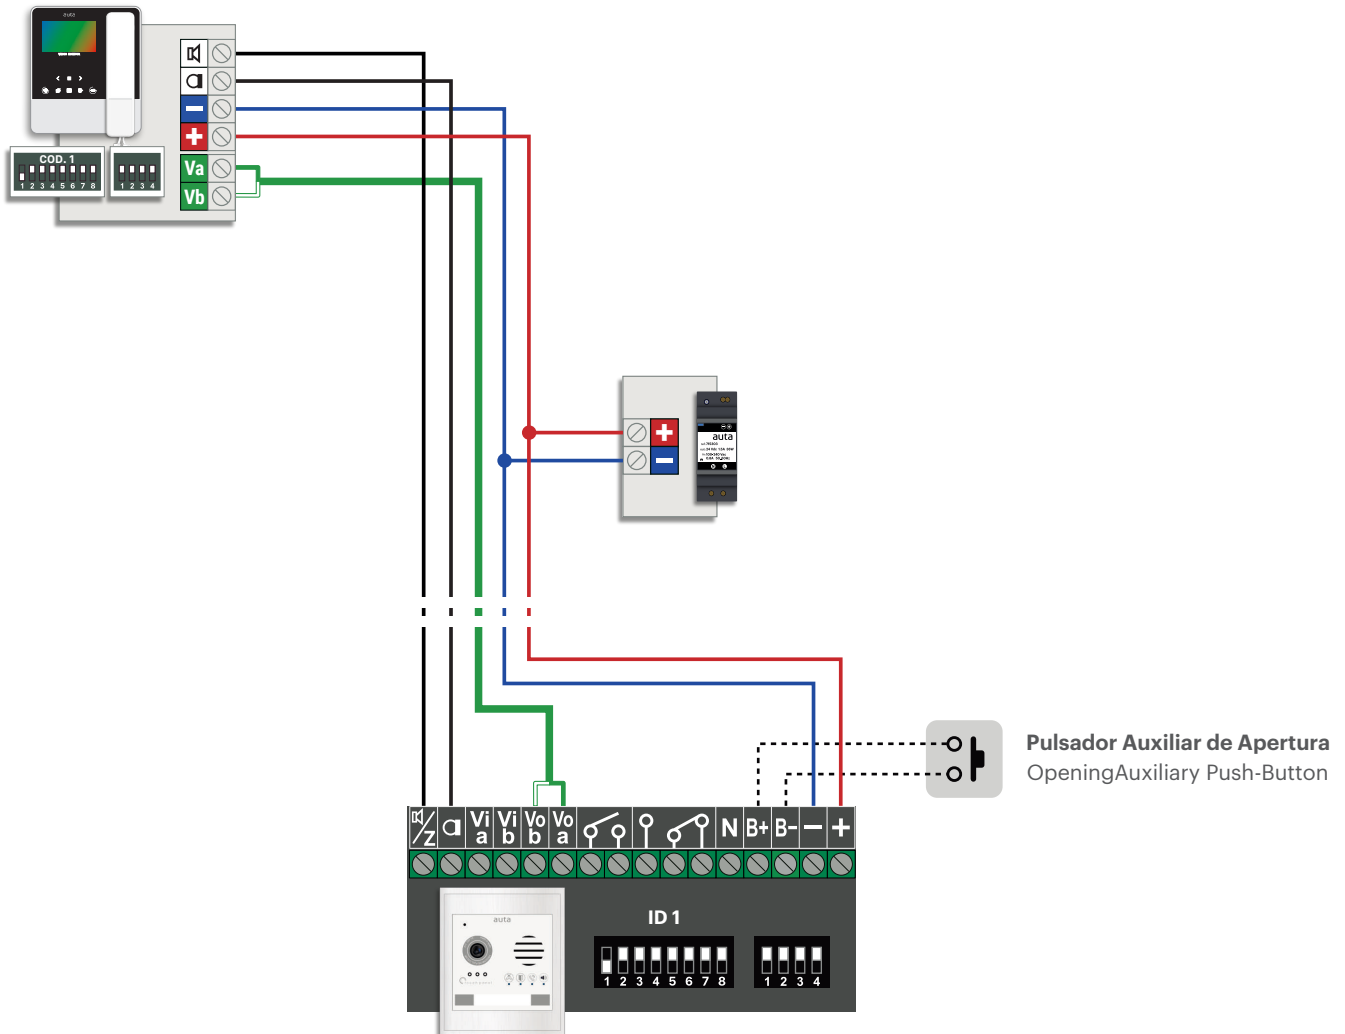 auta
COD. 1
1 2 3 4 5 6 7 8
1 2 3 4
−
+
Va
Vb
+
−
auta
Pulsador Auxiliar de Apertura
OpeningAuxiliary Push-Button
/Z
Vi a
Vi b
Vo b
Vo a
N
B+
B−
−
+
auta
ID 1
1 2 3 4 5 6 7 8
1 2 3 4